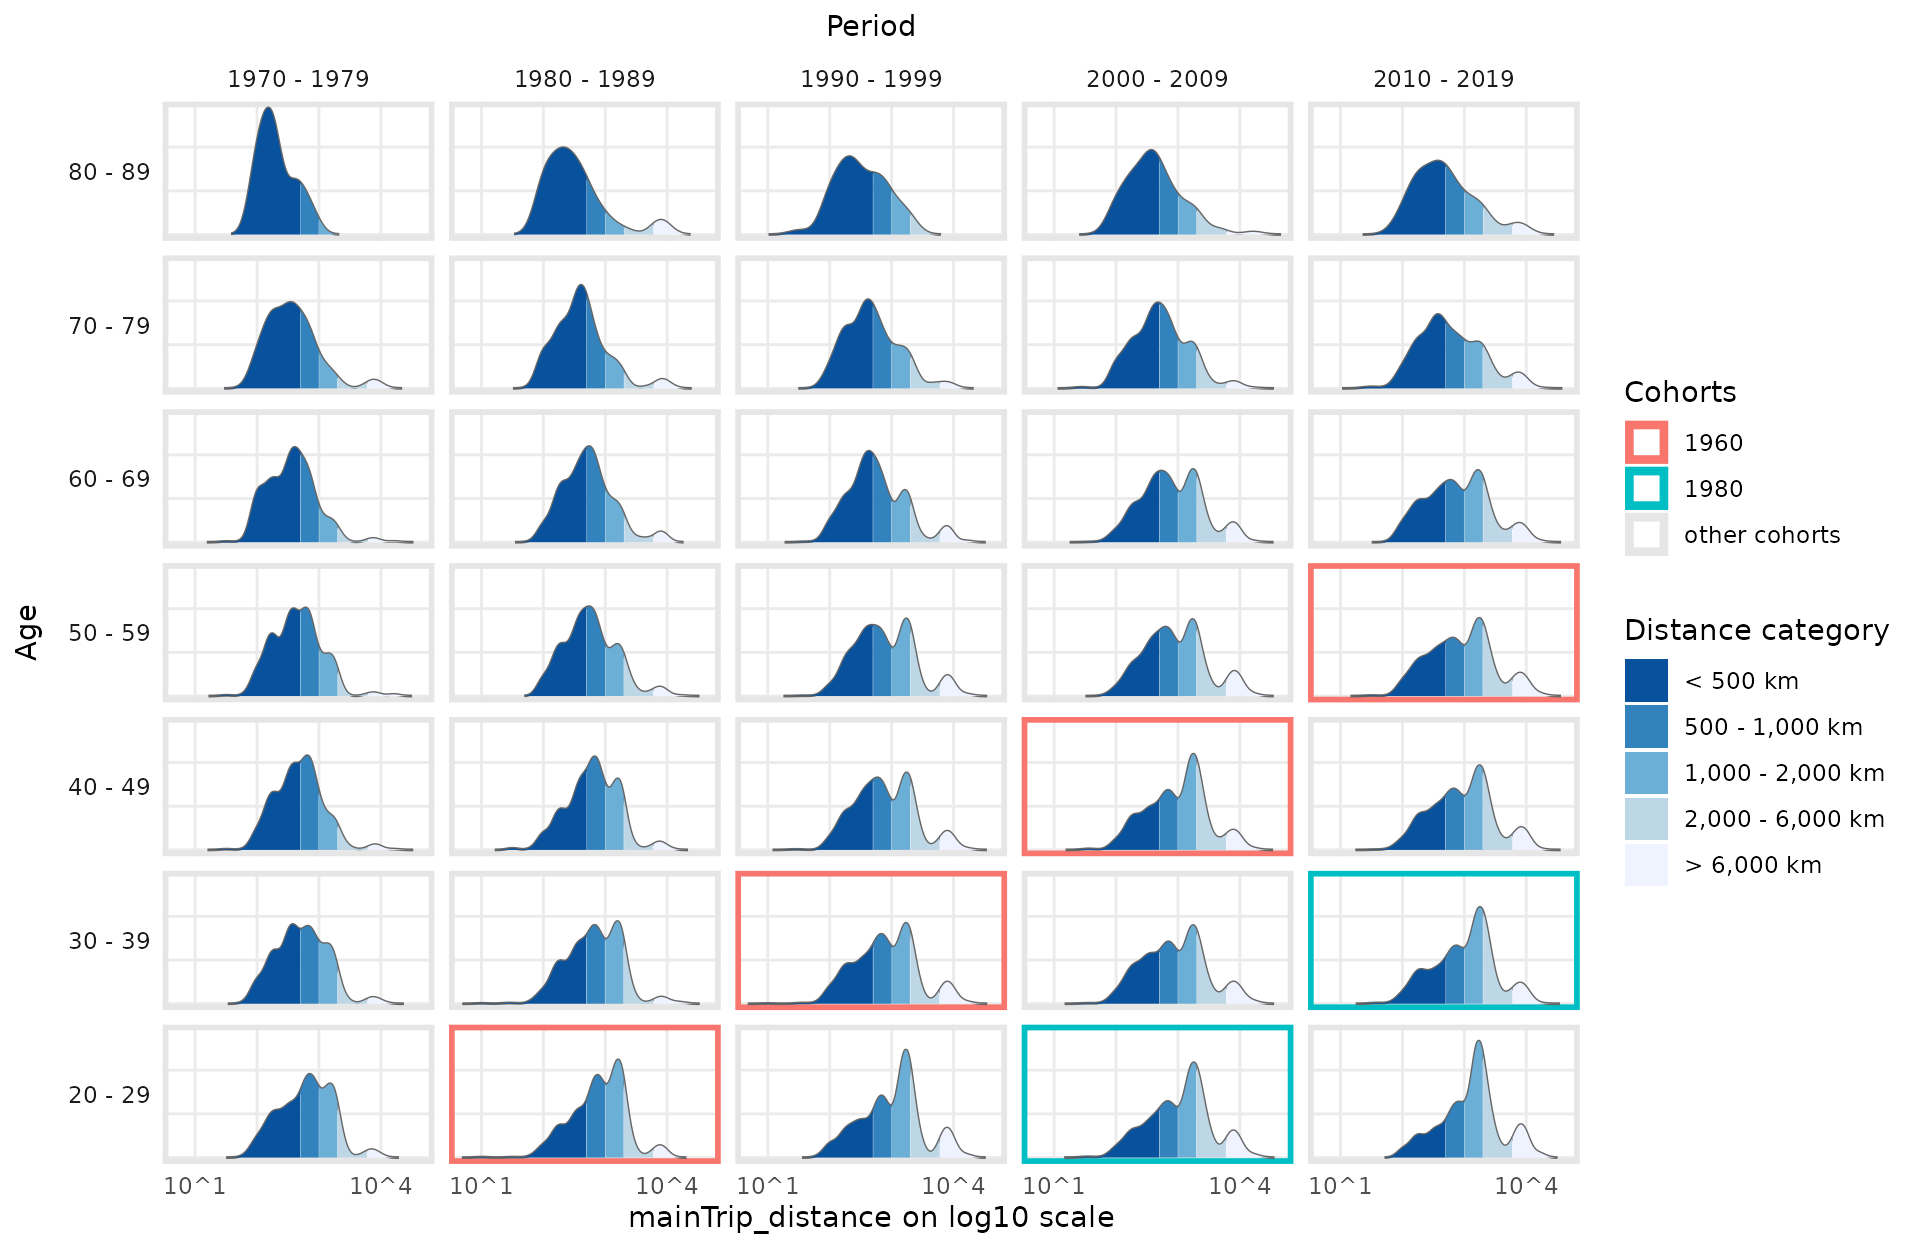 Period
1970 - 1979 1980 - 1989 1990 - 1999 2000 - 2009 2010 - 2019
80 - 89
70 - 79
60 - 69
50 - 59
40 - 49
30 - 39
20 - 29
Age
10^1 10^4 10^1 10^4 10^1 10^4 10^1 10^4 10^1 10^4
mainTrip_distance on log10 scale
Cohorts
1960
1980
other cohorts
Distance category
< 500 km
500 - 1,000 km
1,000 - 2,000 km
2,000 - 6,000 km
> 6,000 km